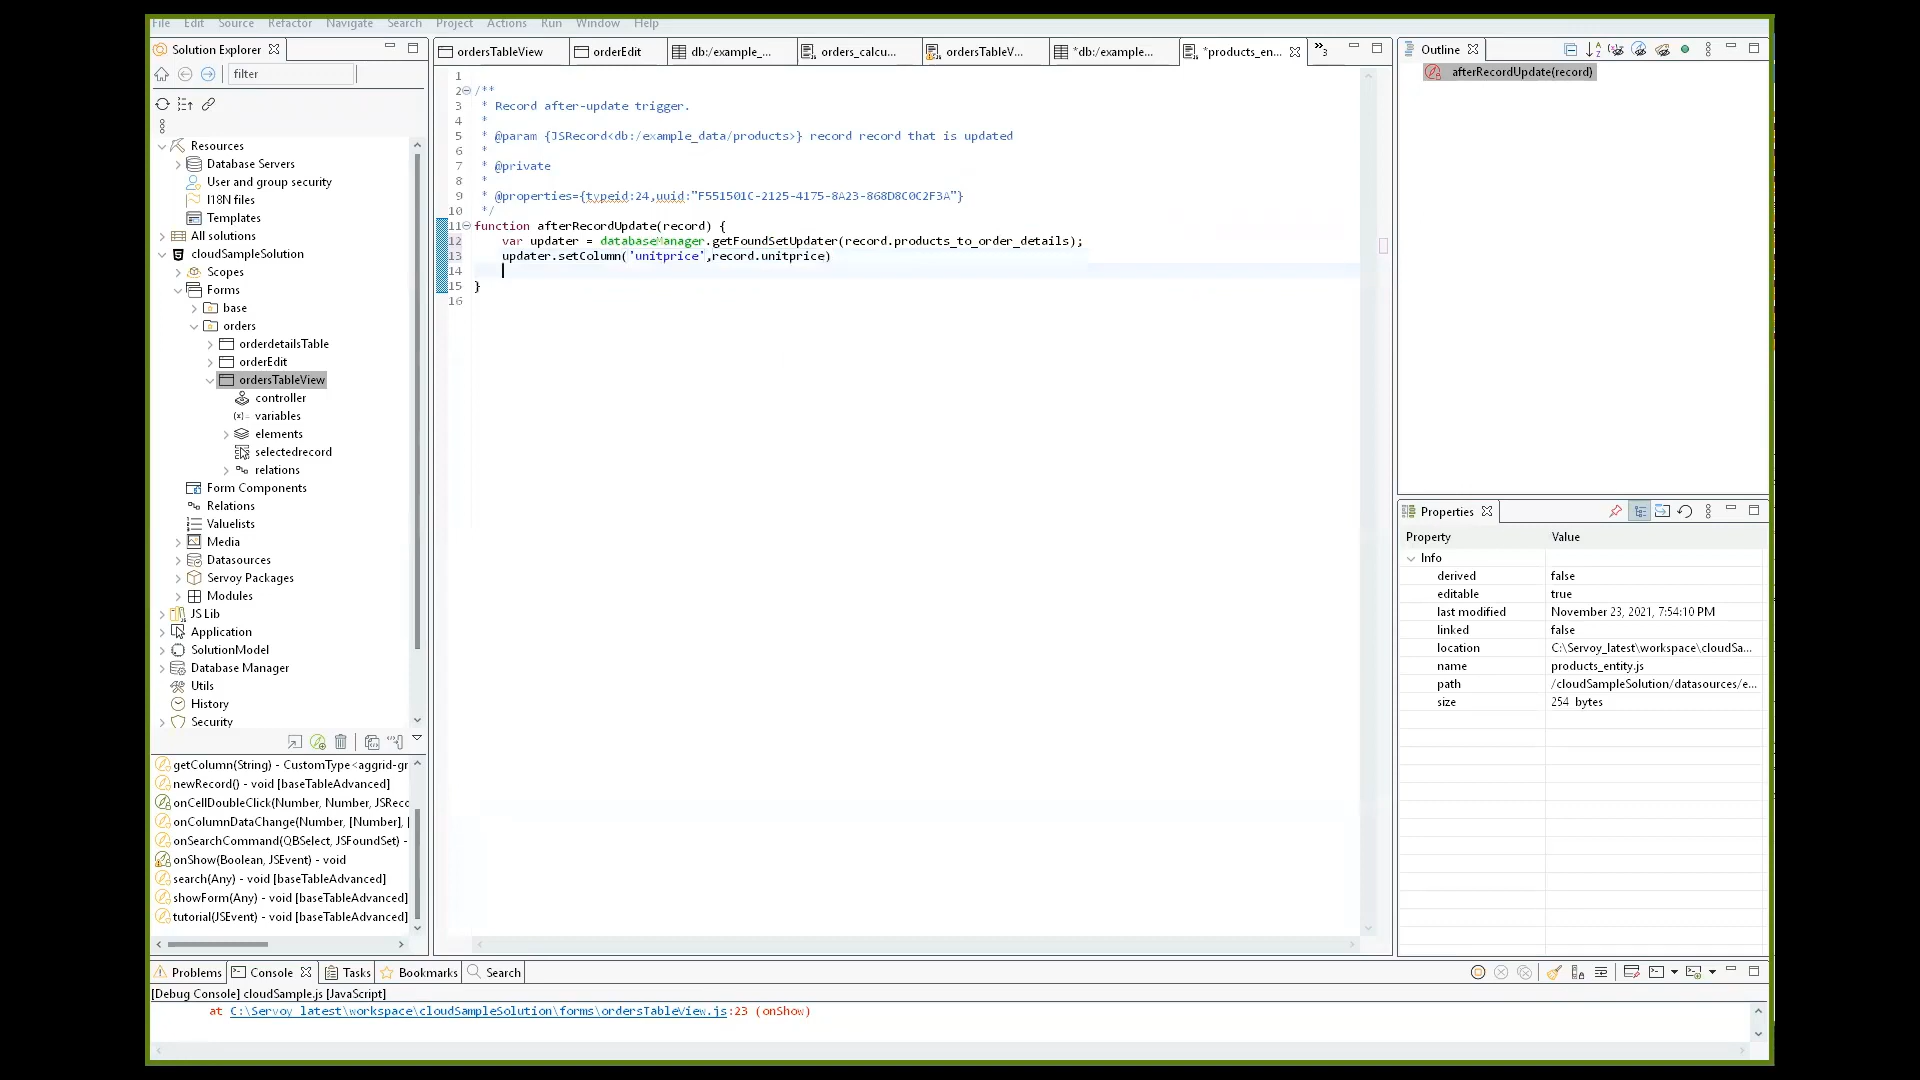 File Edit Source Refactor Navigate Search Project Actions Run Window Help
Solution Explorer
filter
Resources
Database Servers
User and group security
I18N files
Templates
All solutions
cloudSampleSolution
Scopes
Forms
base
orders
orderdetailsTable
orderEdit
ordersTableView
controller
variables
elements
selectedrecord
relations
Form Components
Relations
Valuelists
Media
Datasources
Servoy Packages
Modules
JS Lib
Application
SolutionModel
Database Manager
Utils
History
Security
getColumn(String) - CustomType<aggrid-gr
newRecord() - void [baseTableAdvanced]
onCellDoubleClick(Number, Number, JSReco
onColumnDataChange(Number, [Number], [
onSearchCommand(QBSelect, JSFoundSet) -
onShow(Boolean, JSEvent) - void
search(Any) - void [baseTableAdvanced]
showForm(Any) - void [baseTableAdvanced]
tutorial(JSEvent) - void [baseTableAdvanced]
ordersTableView orderEdit db:/example_... orders_calcu... ordersTableV... *db:/example... *products_en... »3
1
2 /**
3 * Record after-update trigger.
4 *
5 * @param {JSRecord<db:/example_data/products>} record record that is updated
6 *
7 * @private
8 *
9 * @properties={typeid:24,uuid:"F551501C-2125-4175-8A23-868D8C0C2F3A"}
10 */
11 function afterRecordUpdate(record) {
12 var updater = databaseManager.getFoundSetUpdater(record.products_to_order_details);
13 updater.setColumn('unitprice',record.unitprice)
14
15 }
16
Outline
afterRecordUpdate(record)
Properties
Property Value
Info
derived false
editable true
last modified November 23, 2021, 7:54:10 PM
linked false
location C:\Servoy_latest\workspace\cloudSa...
name products_entity.js
path /cloudSampleSolution/datasources/e...
size 254 bytes
Problems Console Tasks Bookmarks Search
[Debug Console] cloudSample.js [JavaScript]
at C:\Servoy_latest\workspace\cloudSampleSolution\forms\ordersTableView.js:23 (onShow)